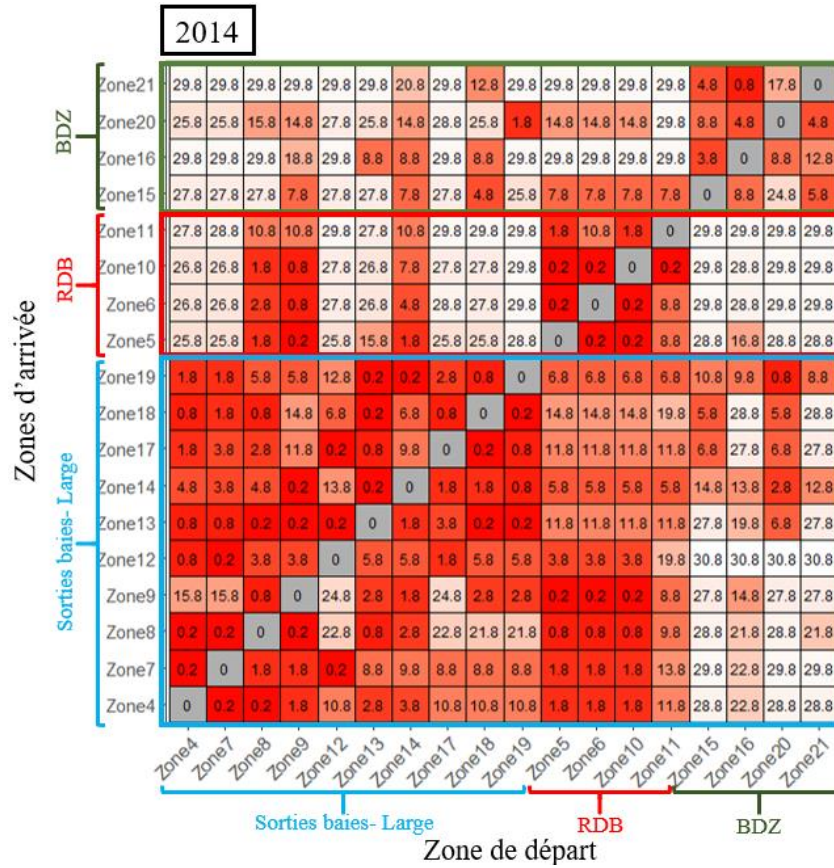 2014
Zone21 29.8 29.8 29.8 29.8 29.8 29.8 20.8 29.8 12.8 29.8 29.8 29.8 29.8 29.8 4.8 0.8 17.8 0
Zone20 25.8 25.8 15.8 14.8 27.8 25.8 14.8 28.8 25.8 1.8 14.8 14.8 14.8 29.8 8.8 4.8 0 4.8
Zone16 29.8 29.8 29.8 18.8 29.8 8.8 8.8 29.8 8.8 29.8 29.8 29.8 29.8 29.8 3.8 0 8.8 12.8
Zone15 27.8 27.8 27.8 7.8 27.8 27.8 7.8 27.8 4.8 25.8 7.8 7.8 7.8 7.8 0 8.8 24.8 5.8
BDZ
Zone11 27.8 28.8 10.8 10.8 29.8 27.8 10.8 29.8 29.8 29.8 1.8 10.8 1.8 0 29.8 29.8 29.8 29.8
Zone10 26.8 26.8 1.8 0.8 27.8 26.8 7.8 27.8 27.8 29.8 0.2 0.2 0 0.2 29.8 28.8 29.8 29.8
Zone6 26.8 26.8 2.8 0.8 27.8 26.8 4.8 28.8 27.8 29.8 0.2 0 0.2 8.8 29.8 28.8 29.8 29.8
Zone5 25.8 25.8 1.8 0.2 25.8 15.8 1.8 25.8 25.8 28.8 0 0.2 0.2 8.8 28.8 16.8 28.8 28.8
RDB
Zone19 1.8 1.8 5.8 5.8 12.8 0.2 0.2 2.8 0.8 0 6.8 6.8 6.8 6.8 10.8 9.8 0.8 8.8
Zone18 0.8 1.8 0.8 14.8 6.8 0.2 6.8 0.8 0 0.2 14.8 14.8 14.8 19.8 5.8 28.8 5.8 28.8
Zone17 1.8 3.8 2.8 11.8 0.2 0.8 9.8 0 0.2 0.8 11.8 11.8 11.8 11.8 6.8 27.8 6.8 27.8
Zone14 4.8 3.8 4.8 0.2 13.8 0.2 0 1.8 1.8 0.8 5.8 5.8 5.8 5.8 14.8 13.8 2.8 12.8
Zone13 0.8 0.8 0.2 0.2 0.2 0 1.8 3.8 0.2 0.2 11.8 11.8 11.8 11.8 27.8 19.8 6.8 27.8
Zone12 0.8 0.2 3.8 3.8 0 5.8 5.8 1.8 5.8 5.8 3.8 3.8 3.8 19.8 30.8 30.8 30.8 30.8
Zone9 15.8 15.8 0.8 0 24.8 2.8 1.8 24.8 2.8 2.8 0.2 0.2 0.2 8.8 27.8 14.8 27.8 27.8
Zone8 0.2 0.2 0 0.2 22.8 0.8 2.8 22.8 21.8 21.8 0.8 0.8 0.8 9.8 28.8 21.8 28.8 21.8
Zone7 0.2 0 1.8 1.8 0.2 8.8 9.8 8.8 8.8 8.8 1.8 1.8 1.8 13.8 29.8 22.8 29.8 29.8
Zone4 0 0.2 0.2 1.8 10.8 2.8 3.8 10.8 10.8 10.8 1.8 1.8 1.8 11.8 28.8 22.8 28.8 28.8
Sorties baies- Large
Zones d'arrivée
Zone4 Zone7 Zone8 Zone9 Zone12 Zone13 Zone14 Zone17 Zone18 Zone19 Zone5 Zone6 Zone10 Zone11 Zone15 Zone16 Zone20 Zone21
Sorties baies- Large RDB BDZ
Zone de départ